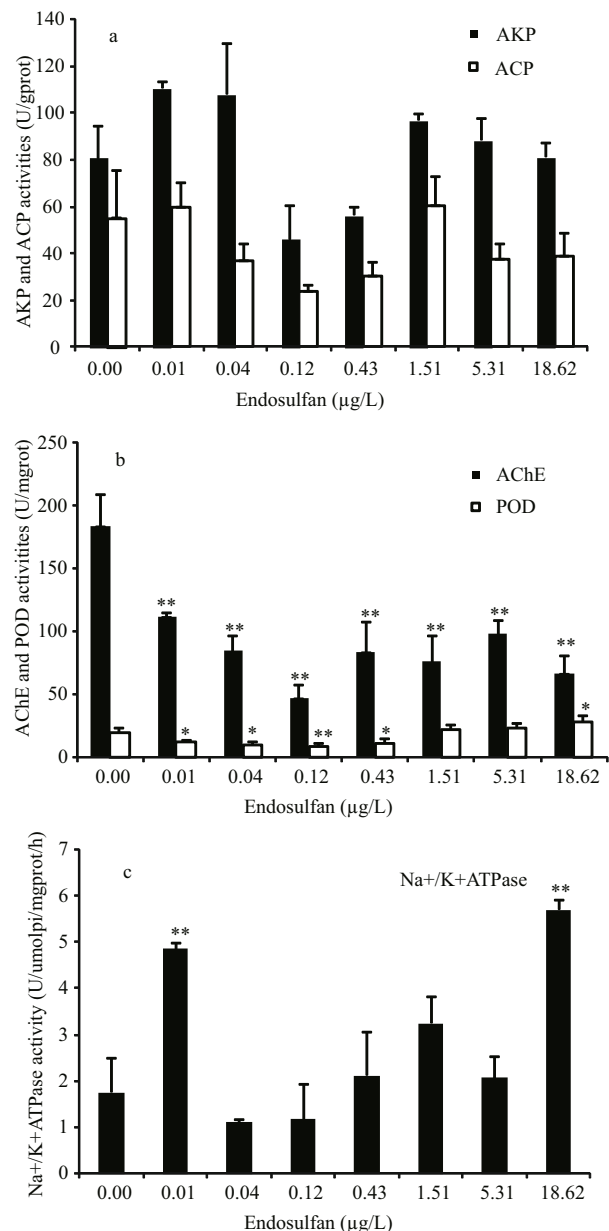 a
AKP
ACP
AKP and ACP activities (U/gprot)
140
120
100
80
60
40
20
0
0.00 0.01 0.04 0.12 0.43 1.51 5.31 18.62
Endosulfan (µg/L)
b
AChE
POD
AChE and POD activitites (U/mgrot)
250
200
150
100
50
0
** ** ** ** ** ** **
* * ** * *
0.00 0.01 0.04 0.12 0.43 1.51 5.31 18.62
Endosulfan (µg/L)
c
Na+/K+ATPase
Na+/K+ATPase activity (U/umolpi/mgprot/h)
7
6
5
4
3
2
1
0
** **
0.00 0.01 0.04 0.12 0.43 1.51 5.31 18.62
Endosulfan (µg/L)